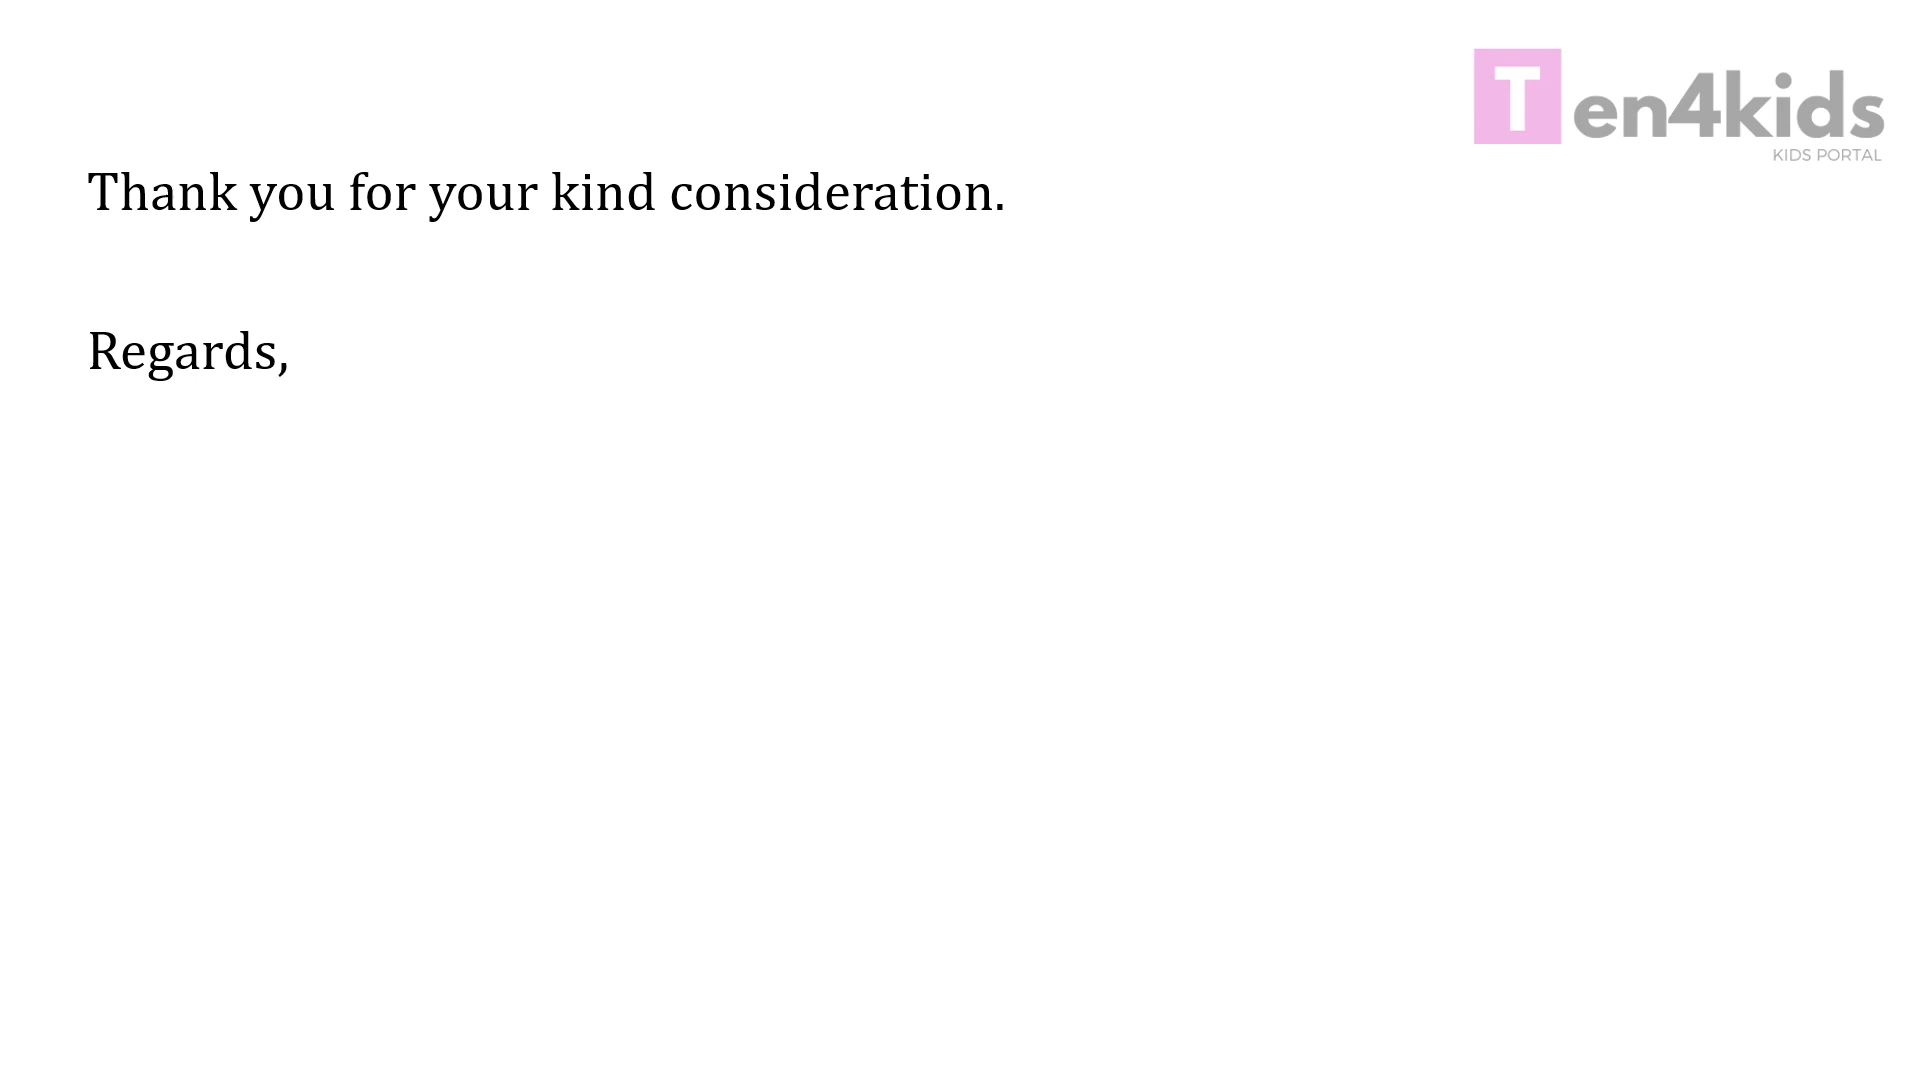 Ten4kids
KIDS PORTAL
Thank you for your kind consideration.
Regards,